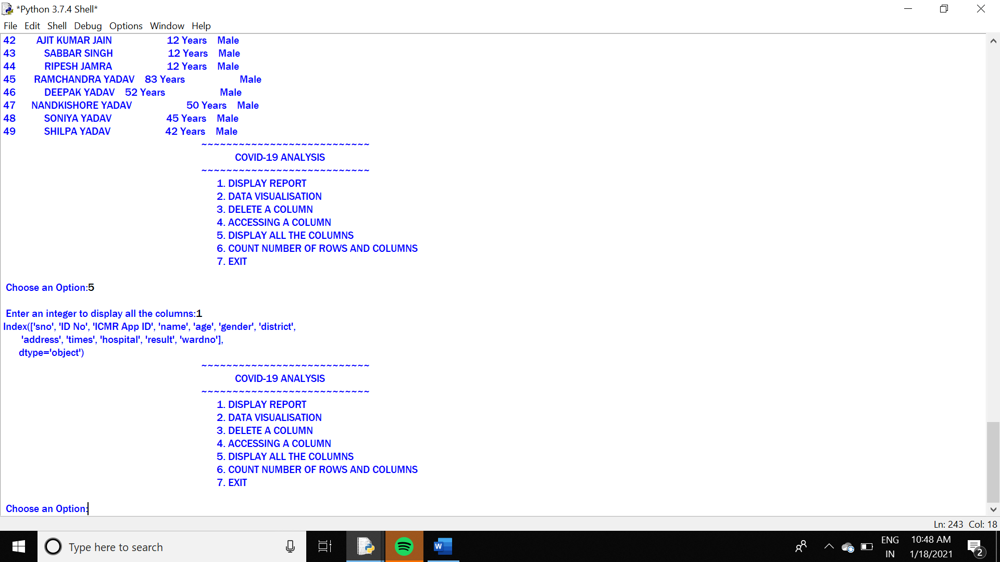 *Python 3.7.4 Shell*
File Edit Shell Debug Options Window Help
42 AJIT KUMAR JAIN 12 Years Male
43 SABBAR SINGH 12 Years Male
44 RIPESH JAMRA 12 Years Male
45 RAMCHANDRA YADAV 83 Years Male
46 DEEPAK YADAV 52 Years Male
47 NANDKISHORE YADAV 50 Years Male
48 SONIYA YADAV 45 Years Male
49 SHILPA YADAV 42 Years Male
~~~~~~~~~~~~~~~~~~~~~~~~~~~
COVID-19 ANALYSIS
~~~~~~~~~~~~~~~~~~~~~~~~~~~
1. DISPLAY REPORT
2. DATA VISUALISATION
3. DELETE A COLUMN
4. ACCESSING A COLUMN
5. DISPLAY ALL THE COLUMNS
6. COUNT NUMBER OF ROWS AND COLUMNS
7. EXIT
Choose an Option:5
Enter an integer to display all the columns:1
Index(['sno', 'ID No', 'ICMR App ID', 'name', 'age', 'gender', 'district',
'address', 'times', 'hospital', 'result', 'wardno'],
dtype='object')
~~~~~~~~~~~~~~~~~~~~~~~~~~~
COVID-19 ANALYSIS
~~~~~~~~~~~~~~~~~~~~~~~~~~~
1. DISPLAY REPORT
2. DATA VISUALISATION
3. DELETE A COLUMN
4. ACCESSING A COLUMN
5. DISPLAY ALL THE COLUMNS
6. COUNT NUMBER OF ROWS AND COLUMNS
7. EXIT
Choose an Option:
Ln: 243 Col: 18
Type here to search
W
ENG
IN
10:48 AM
1/18/2021
2